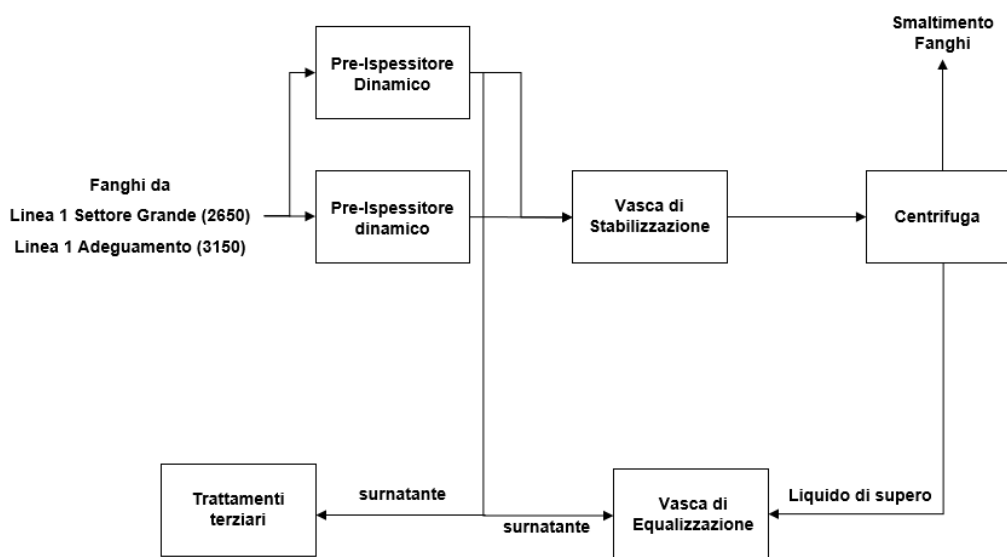 Smaltimento
Fanghi
Pre-Ispessitore
Dinamico
Fanghi da
Linea 1 Settore Grande (2650)
Linea 1 Adeguamento (3150)
Pre-Ispessitore
dinamico
Vasca di
Stabilizzazione
Centrifuga
Trattamenti
terziari
surnatante
surnatante
Vasca di
Equalizzazione
Liquido di supero